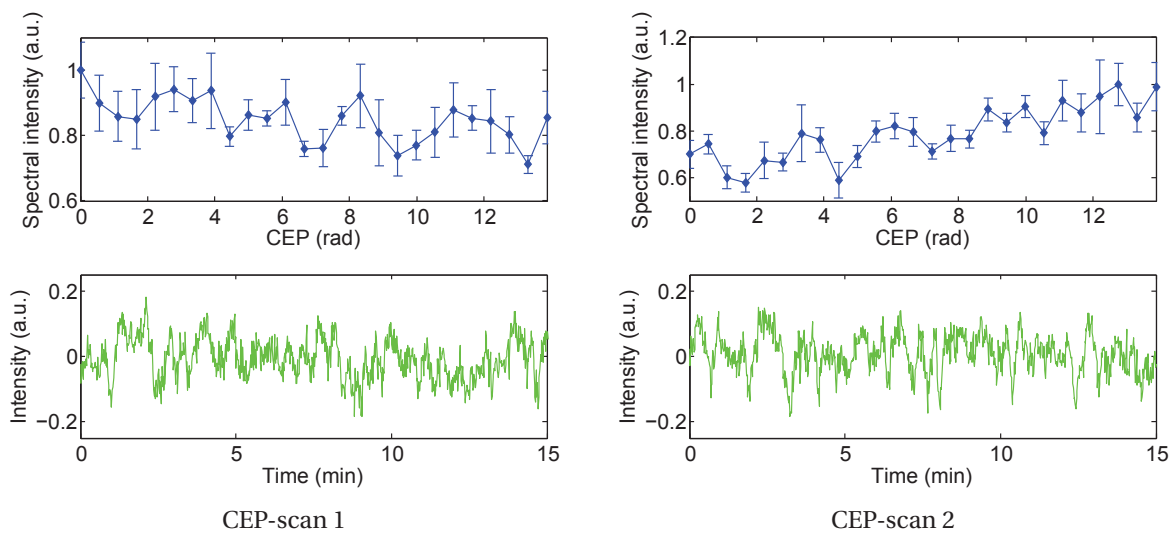 Spectral intensity (a.u.)
1
0.8
0.6
0 2 4 6 8 10 12
CEP (rad)
Spectral intensity (a.u.)
1.2
1
0.8
0.6
0 2 4 6 8 10 12
CEP (rad)
Intensity (a.u.)
0.2
0
−0.2
0 5 10 15
Time (min)
Intensity (a.u.)
0.2
0
−0.2
0 5 10 15
Time (min)
CEP-scan 1
CEP-scan 2